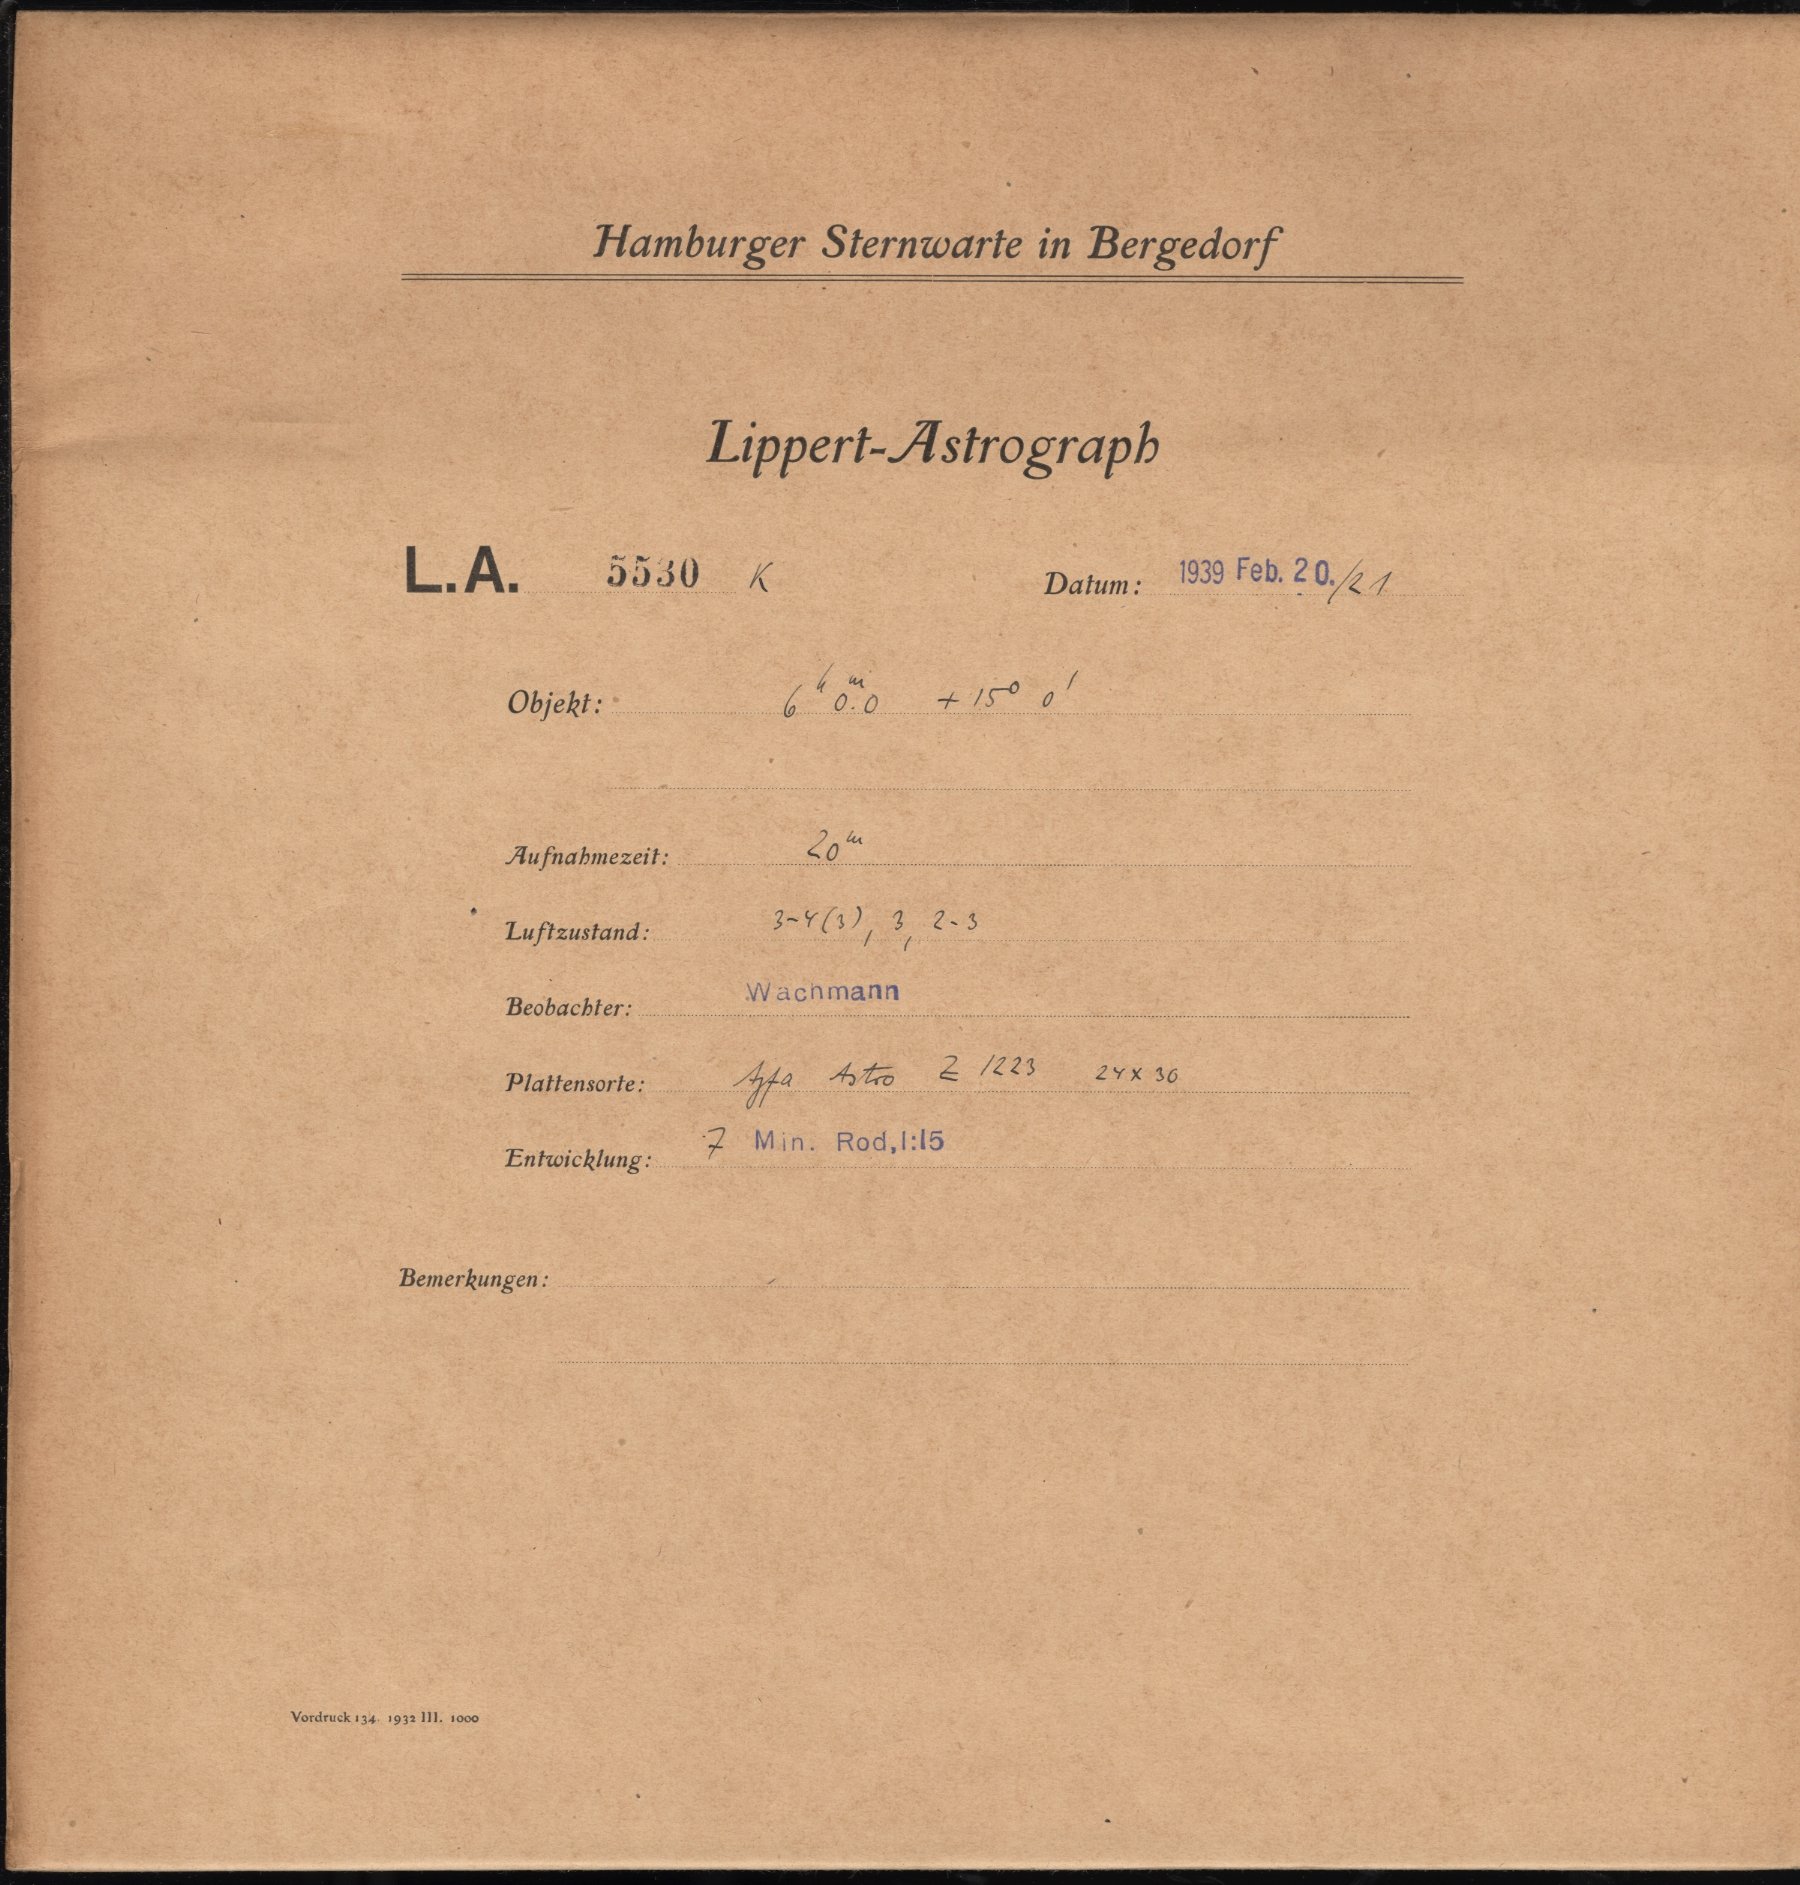 Hamburger Sternwarte in Bergedorf
Lippert-Astrograph
L.A. 5530 K Datum: 1939 Feb. 20./21
Objekt: 6ʰ 0ᵐ.0 +15° 0'
Aufnahmezeit: 20ᵐ
Luftzustand: 3-4(3), 3, 2-3
Beobachter: Wachmann
Plattensorte: Agfa Astro Z 1223 24x30
Entwicklung: 7 Min. Rod,1:15
Bemerkungen:
Vordruck 134. 1932 III. 1000